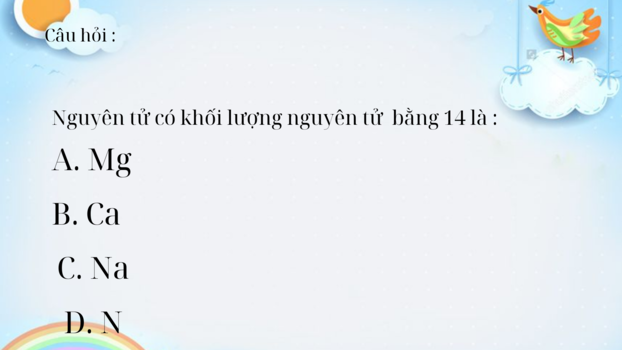 Câu hỏi :
Nguyên tử có khối lượng nguyên tử bằng 14 là :
A. Mg
B. Ca
C. Na
D. N